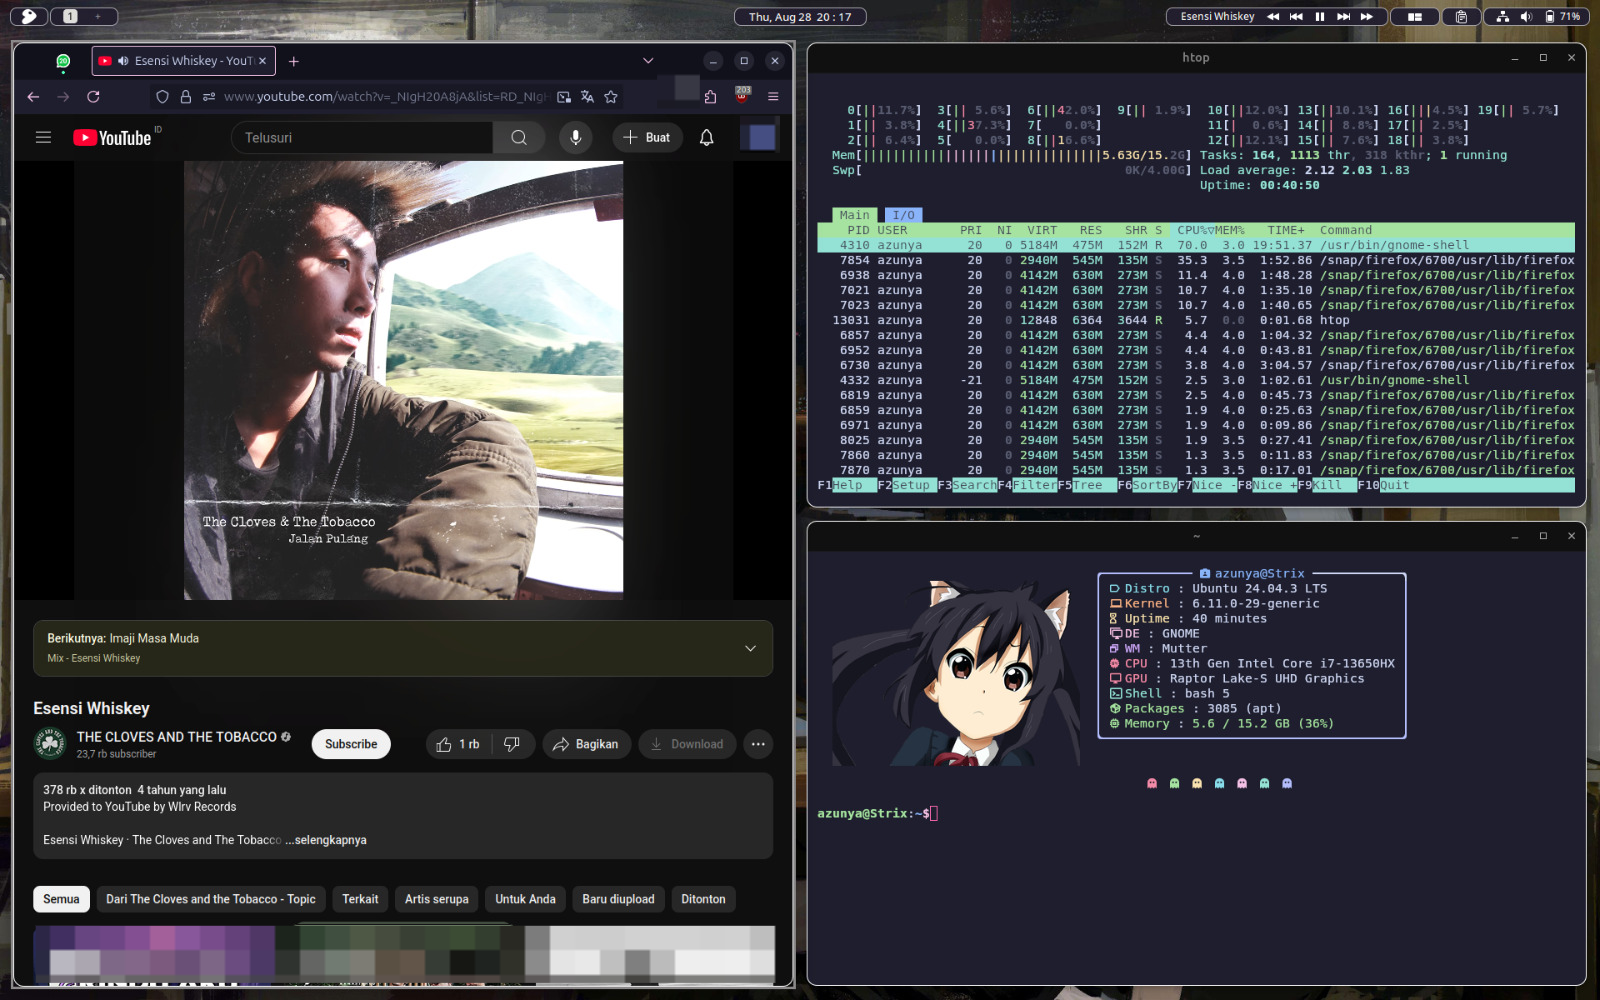 1 +
Thu, Aug 28 20 : 17
Esensi Whiskey
71%
20
Esensi Whiskey - YouT
www.youtube.com/watch?v=_NIgH20A8jA&list=RD_NIgH
203
YouTube ID
Telusuri
Buat
The Cloves & The Tobacco
Jalan Pulang
Berikutnya: Imaji Masa Muda
Mix - Esensi Whiskey
Esensi Whiskey
THE CLOVES AND THE TOBACCO
23,7 rb subscriber
Subscribe
1 rb
Bagikan
Download
378 rb x ditonton 4 tahun yang lalu
Provided to YouTube by Wlrv Records
Esensi Whiskey · The Cloves and The Tobacco ...selengkapnya
Semua
Dari The Cloves and the Tobacco - Topic
Terkait
Artis serupa
Untuk Anda
Baru diupload
Ditonton
htop
0[||11.7%] 3[|| 5.6%] 6[||42.0%] 9[|| 1.9%] 10[||12.0%] 13[||10.1%] 16[|||4.5%] 19[|| 5.7%]
1[|| 3.8%] 4[||37.3%] 7[ 0.0%] 11[| 0.6%] 14[|| 8.8%] 17[|| 2.5%]
2[|| 6.4%] 5[ 0.0%] 8[||16.6%] 12[||12.1%] 15[|| 7.6%] 18[|| 3.8%]
Mem[||||||||||||||||||||||||||||||||5.63G/15.2G] Tasks: 164, 1113 thr, 318 kthr; 1 running
Swp[ 0K/4.00G] Load average: 2.12 2.03 1.83
Uptime: 00:40:50
Main I/O
PID USER PRI NI VIRT RES SHR S CPU%▽MEM% TIME+ Command
4310 azunya 20 0 5184M 475M 152M R 70.0 3.0 19:51.37 /usr/bin/gnome-shell
7854 azunya 20 0 2940M 545M 135M S 35.3 3.5 1:52.86 /snap/firefox/6700/usr/lib/firefox
6938 azunya 20 0 4142M 630M 273M S 11.4 4.0 1:48.28 /snap/firefox/6700/usr/lib/firefox
7021 azunya 20 0 4142M 630M 273M S 10.7 4.0 1:35.10 /snap/firefox/6700/usr/lib/firefox
7023 azunya 20 0 4142M 630M 273M S 10.7 4.0 1:40.65 /snap/firefox/6700/usr/lib/firefox
13031 azunya 20 0 12848 6364 3644 R 5.7 0.0 0:01.68 htop
6857 azunya 20 0 4142M 630M 273M S 4.4 4.0 1:04.32 /snap/firefox/6700/usr/lib/firefox
6952 azunya 20 0 4142M 630M 273M S 4.4 4.0 0:43.81 /snap/firefox/6700/usr/lib/firefox
6730 azunya 20 0 4142M 630M 273M S 3.8 4.0 3:04.57 /snap/firefox/6700/usr/lib/firefox
4332 azunya -21 0 5184M 475M 152M S 2.5 3.0 1:02.61 /usr/bin/gnome-shell
6819 azunya 20 0 4142M 630M 273M S 2.5 4.0 0:45.73 /snap/firefox/6700/usr/lib/firefox
6859 azunya 20 0 4142M 630M 273M S 1.9 4.0 0:25.63 /snap/firefox/6700/usr/lib/firefox
6971 azunya 20 0 4142M 630M 273M S 1.9 4.0 0:09.86 /snap/firefox/6700/usr/lib/firefox
8025 azunya 20 0 2940M 545M 135M S 1.9 3.5 0:27.41 /snap/firefox/6700/usr/lib/firefox
7860 azunya 20 0 2940M 545M 135M S 1.3 3.5 0:11.83 /snap/firefox/6700/usr/lib/firefox
7870 azunya 20 0 2940M 545M 135M S 1.3 3.5 0:17.01 /snap/firefox/6700/usr/lib/firefox
F1Help F2Setup F3SearchF4FilterF5Tree F6SortByF7Nice -F8Nice +F9Kill F10Quit
~
azunya@Strix
Distro : Ubuntu 24.04.3 LTS
Kernel : 6.11.0-29-generic
Uptime : 40 minutes
DE : GNOME
WM : Mutter
CPU : 13th Gen Intel Core i7-13650HX
GPU : Raptor Lake-S UHD Graphics
Shell : bash 5
Packages : 3085 (apt)
Memory : 5.6 / 15.2 GB (36%)
azunya@Strix:~$